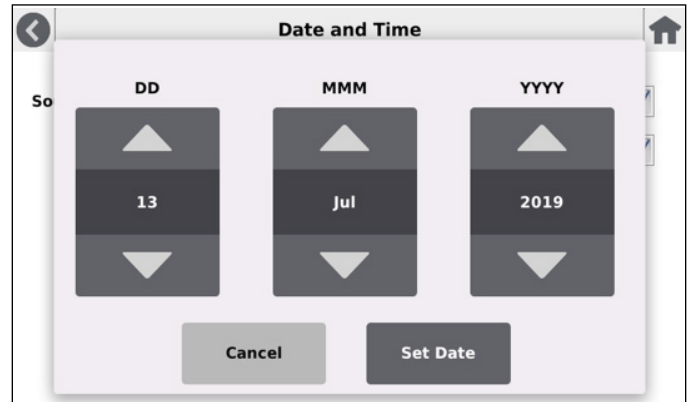 Date and Time
DD MMM YYYY
So
13 Jul 2019
Cancel Set Date